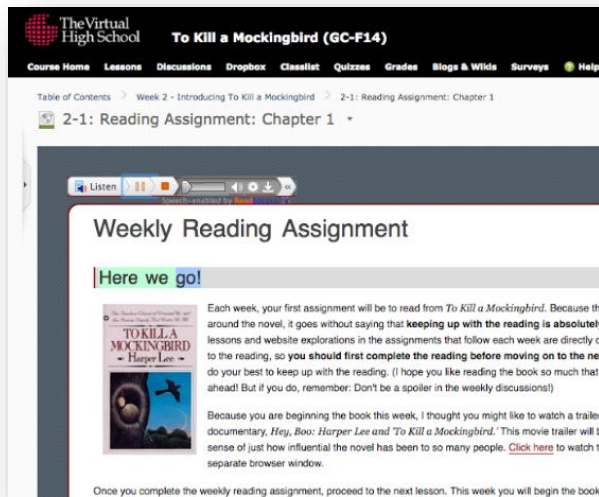 The Virtual
High School
To Kill a Mockingbird (GC-F14)
Course Home Lessons Discussions Dropbox Classlist Quizzes Grades Blogs & Wikis Surveys Help
Table of Contents > Week 2 - Introducing To Kill a Mockingbird > 2-1: Reading Assignment: Chapter 1
2-1: Reading Assignment: Chapter 1
Listen
Speech-enabled by
Weekly Reading Assignment
Here we go!
TO KILL A
MOCKINGBIRD
Harper Lee
Each week, your first assignment will be to read from To Kill a Mockingbird. Because
around the novel, it goes without saying that keeping up with the reading is absolutely
lessons and website explorations in the assignments that follow each week are directly
to the reading, so you should first complete the reading before moving on to the
do your best to keep up with the reading. (I hope you like reading the book so much that
ahead! But if you do, remember: Don't be a spoiler in the weekly discussions!)
Because you are beginning the book this week, I thought you might like to watch a trailer
documentary, Hey, Boo: Harper Lee and 'To Kill a Mockingbird.' This movie trailer will
sense of just how influential the novel has been to so many people. Click here to watch
separate browser window.
Once you complete the weekly reading assignment, proceed to the next lesson. This week you will begin the book